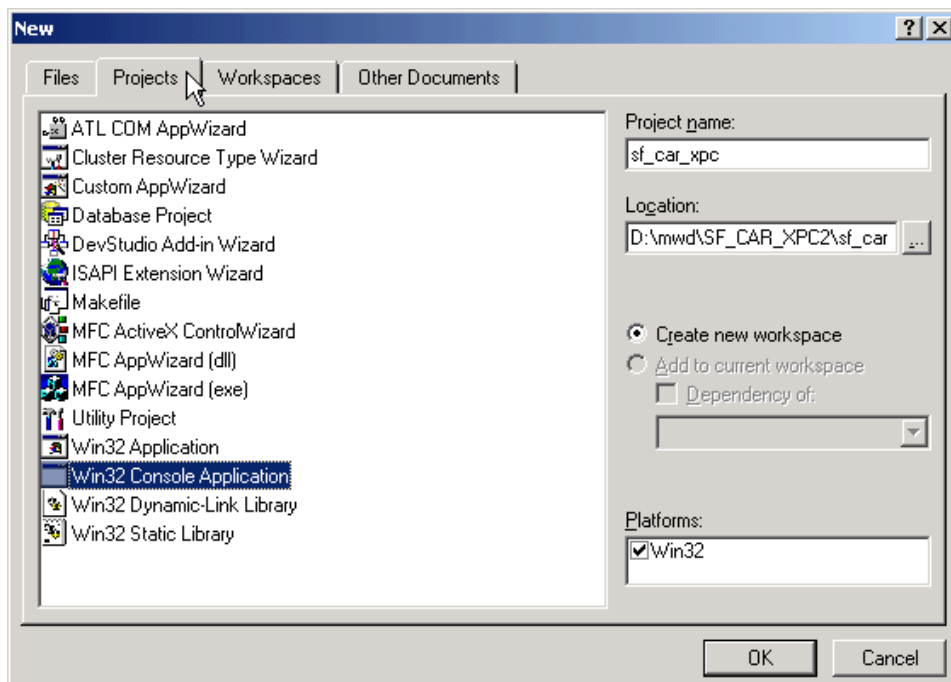 New
Files Projects Workspaces Other Documents
ATL COM AppWizard
Cluster Resource Type Wizard
Custom AppWizard
Database Project
DevStudio Add-in Wizard
ISAPI Extension Wizard
Makefile
MFC ActiveX ControlWizard
MFC AppWizard (dll)
MFC AppWizard (exe)
Utility Project
Win32 Application
Win32 Console Application
Win32 Dynamic-Link Library
Win32 Static Library
Project name:
sf_car_xpc
Location:
D:\mwd\SF_CAR_XPC2\sf_car
...
Create new workspace
Add to current workspace
Dependency of:
Platforms:
Win32
OK Cancel